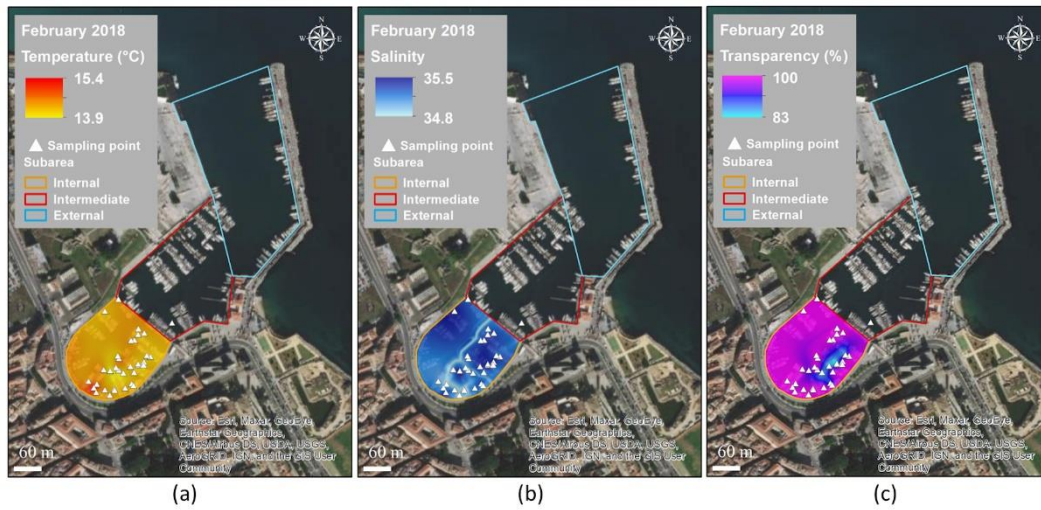 February 2018
Temperature (°C)
15.4
13.9
Sampling point
Subarea
Internal
Intermediate
External
N
W E
S
Source: Esri, Maxar, GeoEye,
Earthstar Geographics,
CNES/Airbus DS, USDA, USGS,
AeroGRID, IGN, and the GIS User
Community
60 m
(a)
February 2018
Salinity
35.5
34.8
Sampling point
Subarea
Internal
Intermediate
External
N
W E
S
Source: Esri, Maxar, GeoEye,
Earthstar Geographics,
CNES/Airbus DS, USDA, USGS,
AeroGRID, IGN, and the GIS User
Community
60 m
(b)
February 2018
Transparency (%)
100
83
Sampling point
Subarea
Internal
Intermediate
External
N
W E
S
Source: Esri, Maxar, GeoEye,
Earthstar Geographics,
CNES/Airbus DS, USDA, USGS,
AeroGRID, IGN, and the GIS User
Community
60 m
(c)